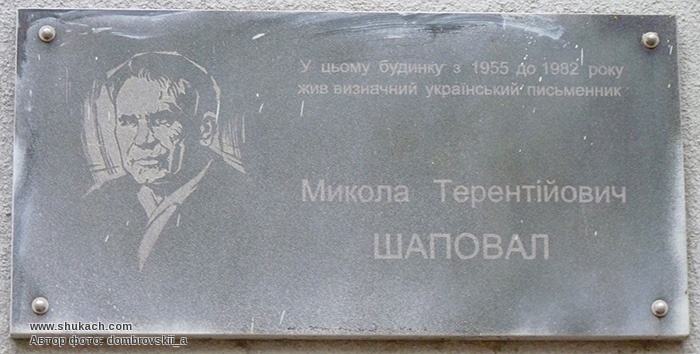 У цьому будинку з 1955 до 1982 року
жив визначний український письменник
Микола Терентійович
ШАПОВАЛ
www.shukach.com
Автор фото: dombrovskii_a